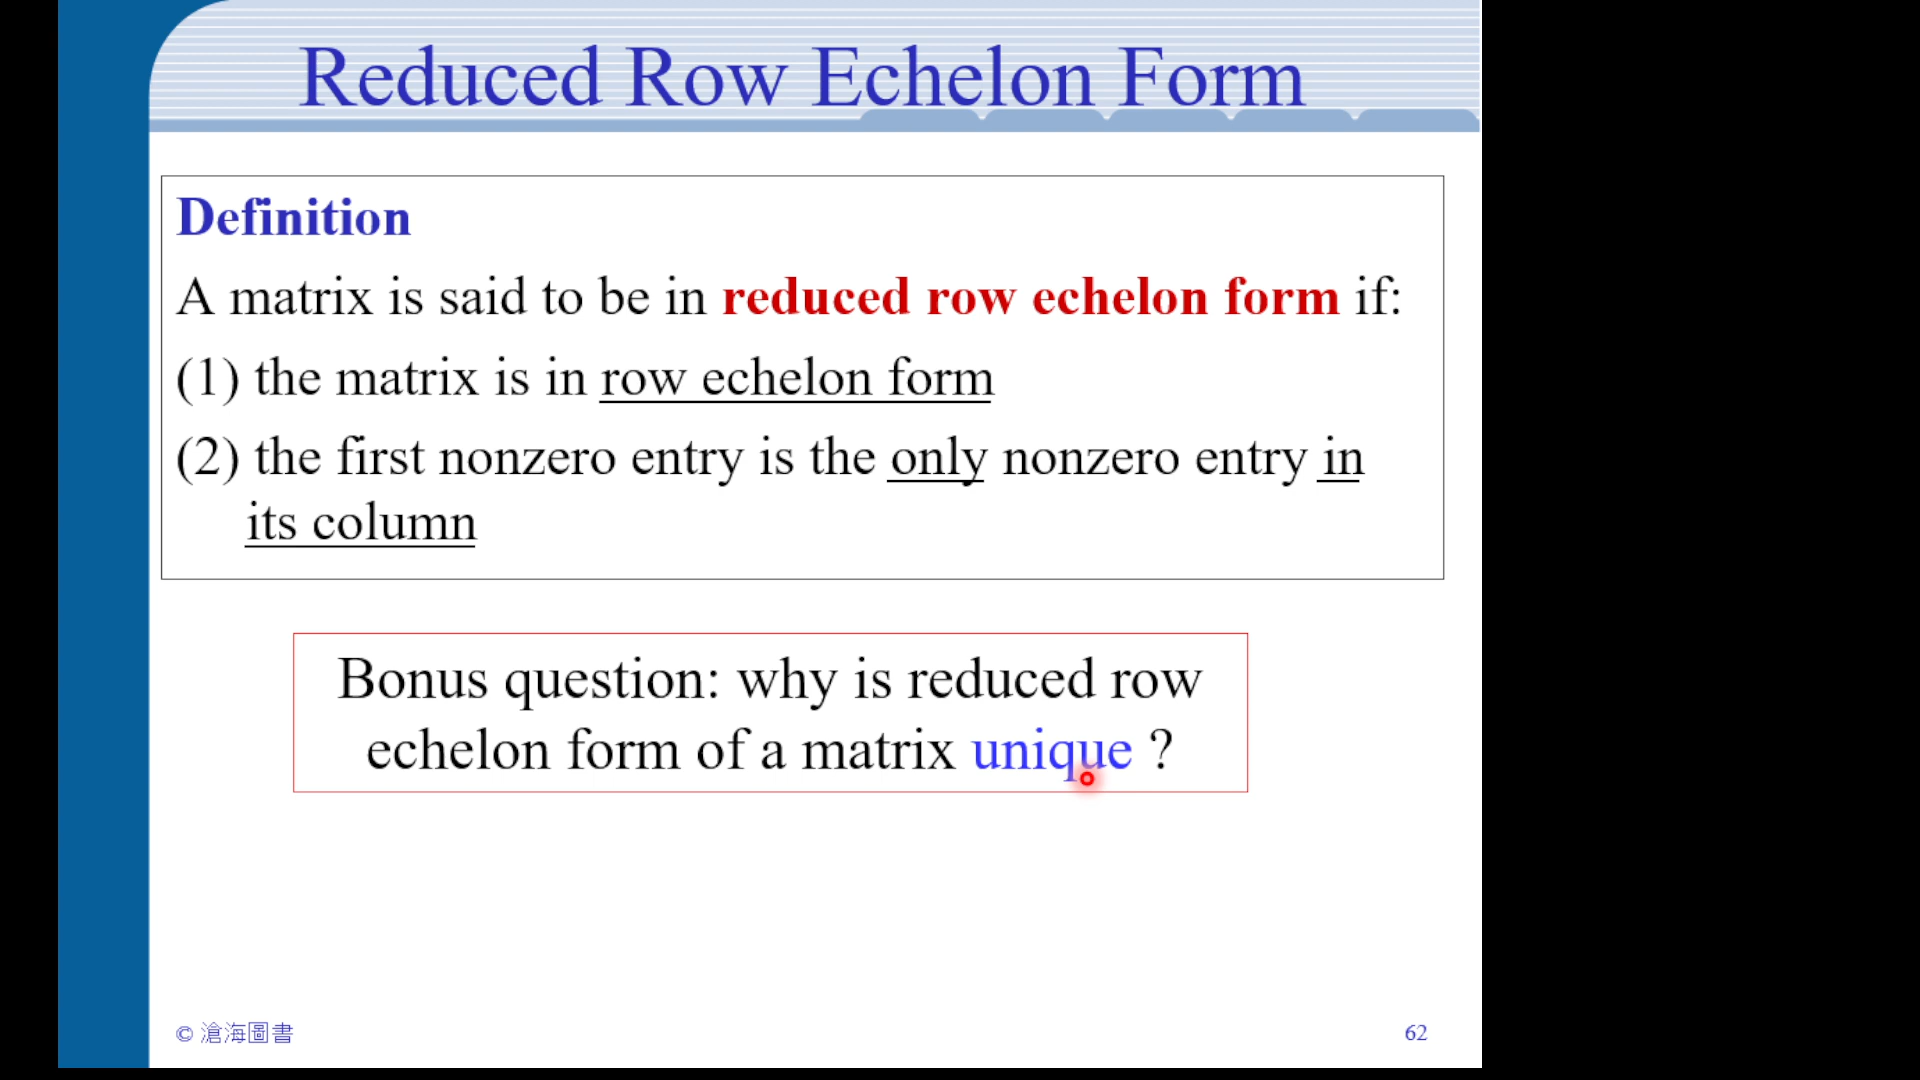 Reduced Row Echelon Form
Definition
A matrix is said to be in reduced row echelon form if:
(1) the matrix is in row echelon form
(2) the first nonzero entry is the only nonzero entry in
its column
Bonus question: why is reduced row
echelon form of a matrix unique ?
© 滄海圖書
62